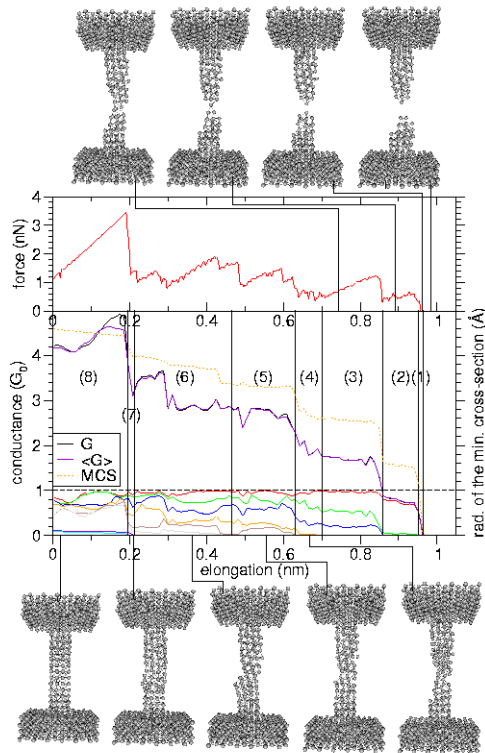 4
3
2
1
0
force (nN)
0 0.2 0.4 0.6 0.8 1
4
3
2
1
0
conductance (G0)
rad. of the min. cross-section (Å)
(8) (7) (6) (5) (4) (3) (2) (1)
G
<G>
MCS
0 0.2 0.4 0.6 0.8 1
elongation (nm)